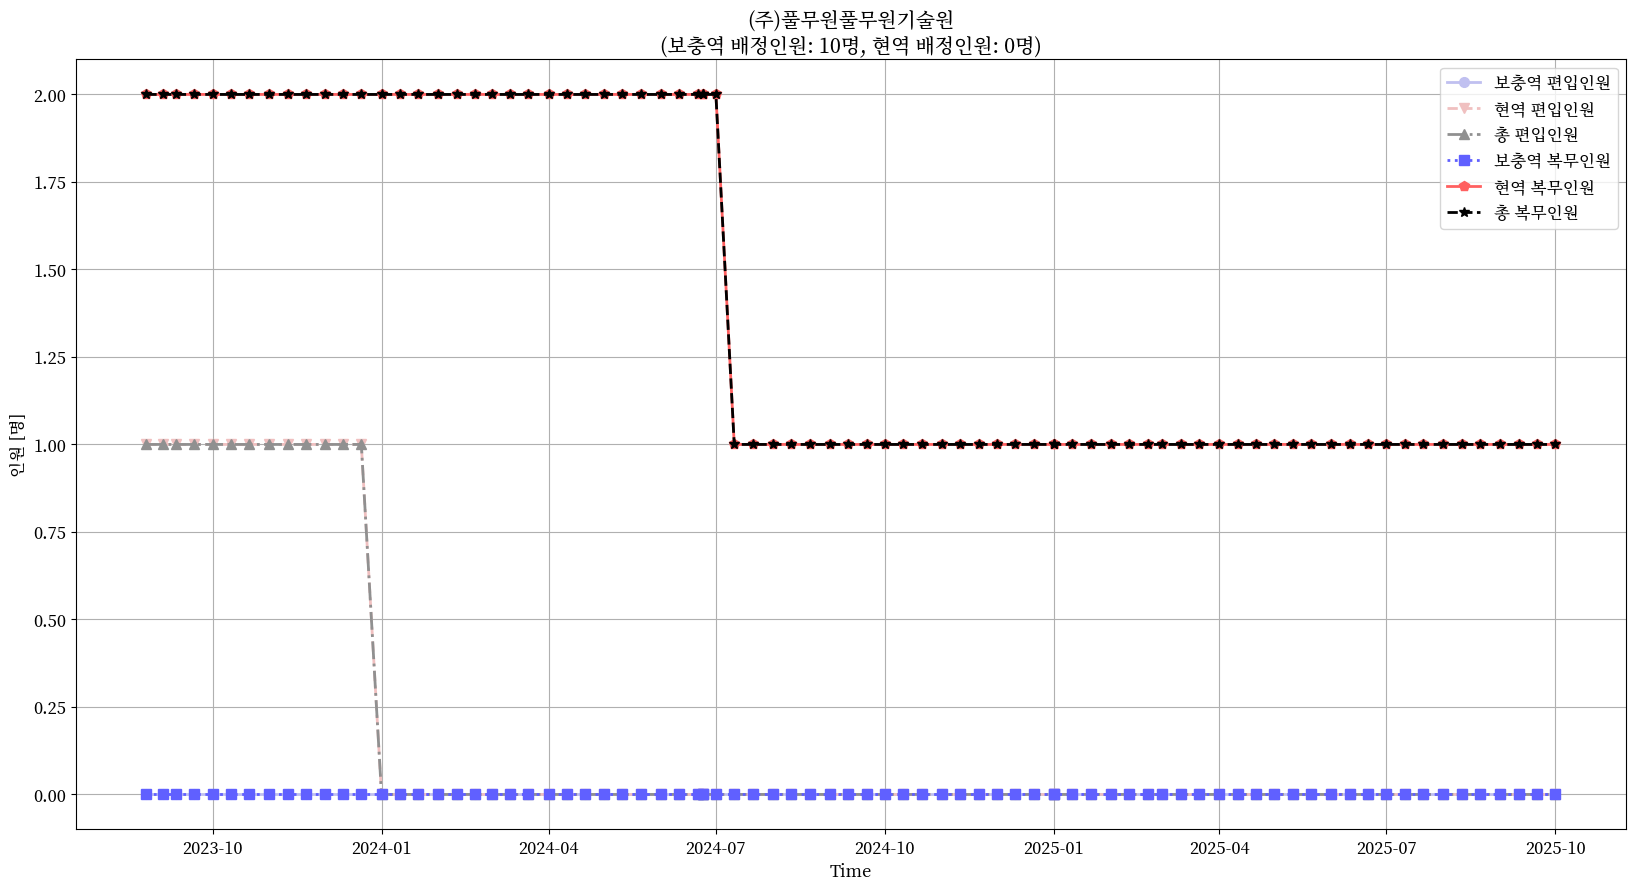 (주)풀무원풀무원기술원
(보충역 배정인원: 10명, 현역 배정인원: 0명)
보충역 편입인원
현역 편입인원
총 편입인원
보충역 복무인원
현역 복무인원
총 복무인원
인원 [명]
2.00
1.75
1.50
1.25
1.00
0.75
0.50
0.25
0.00
2023-10
2024-01
2024-04
2024-07
2024-10
2025-01
2025-04
2025-07
2025-10
Time